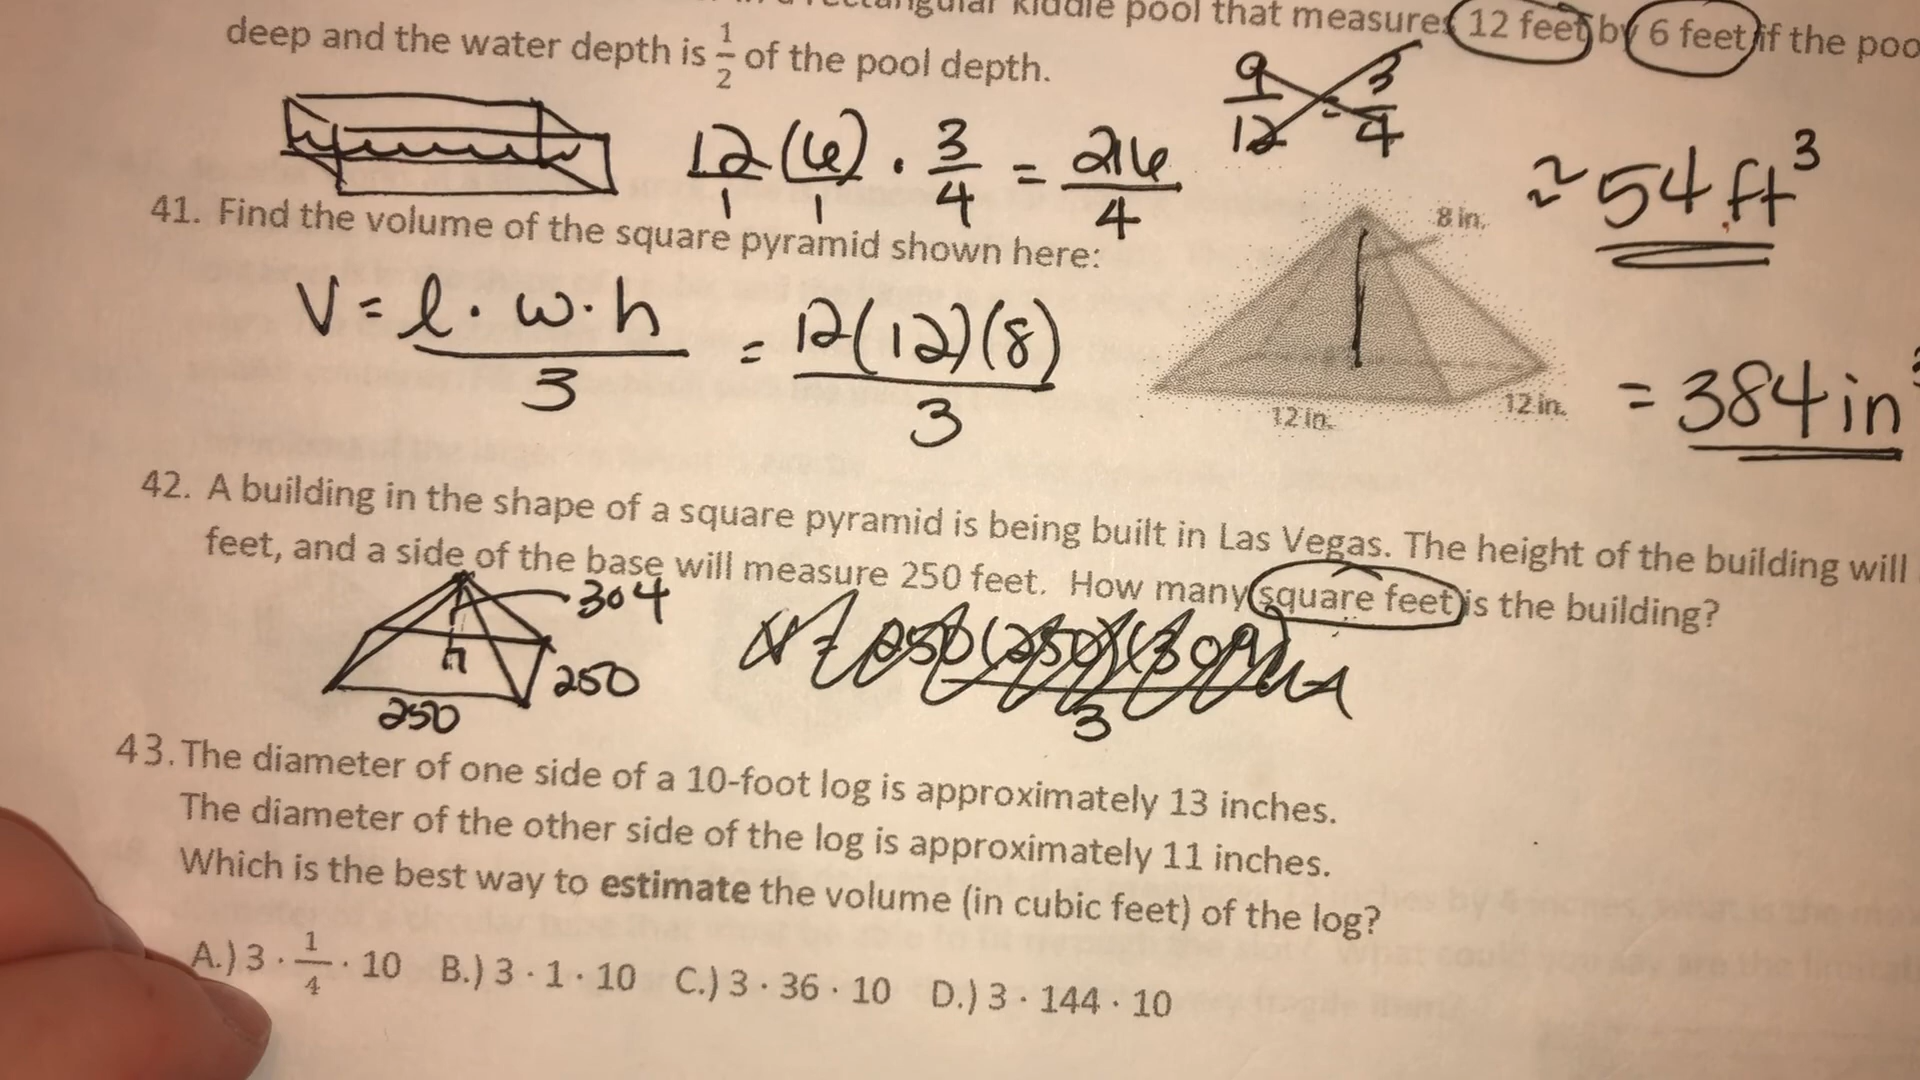 rectangular kiddie pool that measures 12 feet by 6 feet if the poo
deep and the water depth is 1/2 of the pool depth.
9/12 = 3/4
12/1 (6)/1 · 3/4 = 216/4
≈ 54 ft³
41. Find the volume of the square pyramid shown here:
8 in.
V = l · w · h / 3 = 12(12)(8) / 3
= 384 in³
12 in.
12 in.
42. A building in the shape of a square pyramid is being built in Las Vegas. The height of the building will
feet, and a side of the base will measure 250 feet. How many square feet is the building?
304
h
250
250
V = 250(250)(304) / 3
43. The diameter of one side of a 10-foot log is approximately 13 inches.
The diameter of the other side of the log is approximately 11 inches.
Which is the best way to estimate the volume (in cubic feet) of the log?
A.) 3 · 1/4 · 10 B.) 3 · 1 · 10 C.) 3 · 36 · 10 D.) 3 · 144 · 10